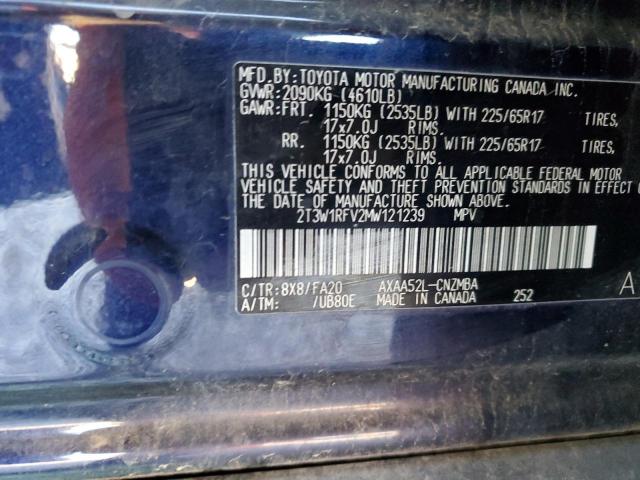 MFD.BY:TOYOTA MOTOR MANUFACTURING CANADA,INC.
GVWR:2090KG (4610LB)
GAWR:FRT. 1150KG (2535LB) WITH 225/65R17 TIRES,
17x7.0J RIMS.
RR. 1150KG (2535LB) WITH 225/65R17 TIRES,
17x7.0J RIMS.
THIS VEHICLE CONFORMS TO ALL APPLICABLE FEDERAL MOTOR
VEHICLE SAFETY AND THEFT PREVENTION STANDARDS IN EFFECT
THE DATE OF MANUFACTURE SHOWN ABOVE.
2T3W1RFV2MW121239 MPV
C/TR:8X8/FA20 AXAA52L-CNZMBA
A/TM: /UB80E MADE IN CANADA 252
A